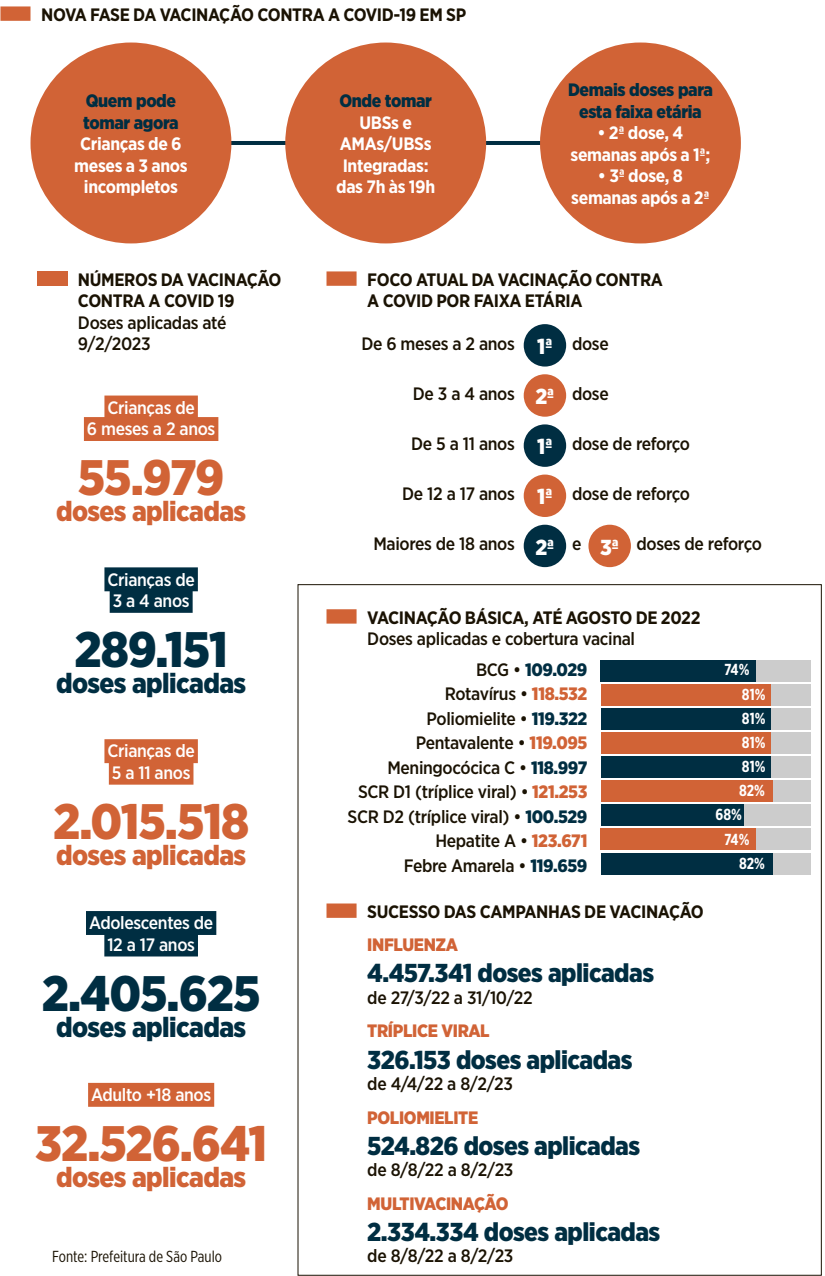 NOVA FASE DA VACINAÇÃO CONTRA A COVID-19 EM SP
Quem pode
tomar agora
Crianças de 6
meses a 3 anos
incompletos
Onde tomar
UBSs e
AMAs/UBSs
Integradas:
das 7h às 19h
Demais doses para
esta faixa etária
• 2ª dose, 4
semanas após a 1ª;
• 3ª dose, 8
semanas após a 2ª
NÚMEROS DA VACINAÇÃO
CONTRA A COVID 19
Doses aplicadas até
9/2/2023
Crianças de
6 meses a 2 anos
55.979
doses aplicadas
Crianças de
3 a 4 anos
289.151
doses aplicadas
Crianças de
5 a 11 anos
2.015.518
doses aplicadas
Adolescentes de
12 a 17 anos
2.405.625
doses aplicadas
Adulto +18 anos
32.526.641
doses aplicadas
Fonte: Prefeitura de São Paulo
FOCO ATUAL DA VACINAÇÃO CONTRA
A COVID POR FAIXA ETÁRIA
De 6 meses a 2 anos 1ª dose
De 3 a 4 anos 2ª dose
De 5 a 11 anos 1ª dose de reforço
De 12 a 17 anos 1ª dose de reforço
Maiores de 18 anos 2ª e 3ª doses de reforço
VACINAÇÃO BÁSICA, ATÉ AGOSTO DE 2022
Doses aplicadas e cobertura vacinal
BCG • 109.029 74%
Rotavírus • 118.532 81%
Poliomielite • 119.322 81%
Pentavalente • 119.095 81%
Meningocócica C • 118.997 81%
SCR D1 (tríplice viral) • 121.253 82%
SCR D2 (tríplice viral) • 100.529 68%
Hepatite A • 123.671 74%
Febre Amarela • 119.659 82%
SUCESSO DAS CAMPANHAS DE VACINAÇÃO
INFLUENZA
4.457.341 doses aplicadas
de 27/3/22 a 31/10/22
TRÍPLICE VIRAL
326.153 doses aplicadas
de 4/4/22 a 8/2/23
POLIOMIELITE
524.826 doses aplicadas
de 8/8/22 a 8/2/23
MULTIVACINAÇÃO
2.334.334 doses aplicadas
de 8/8/22 a 8/2/23